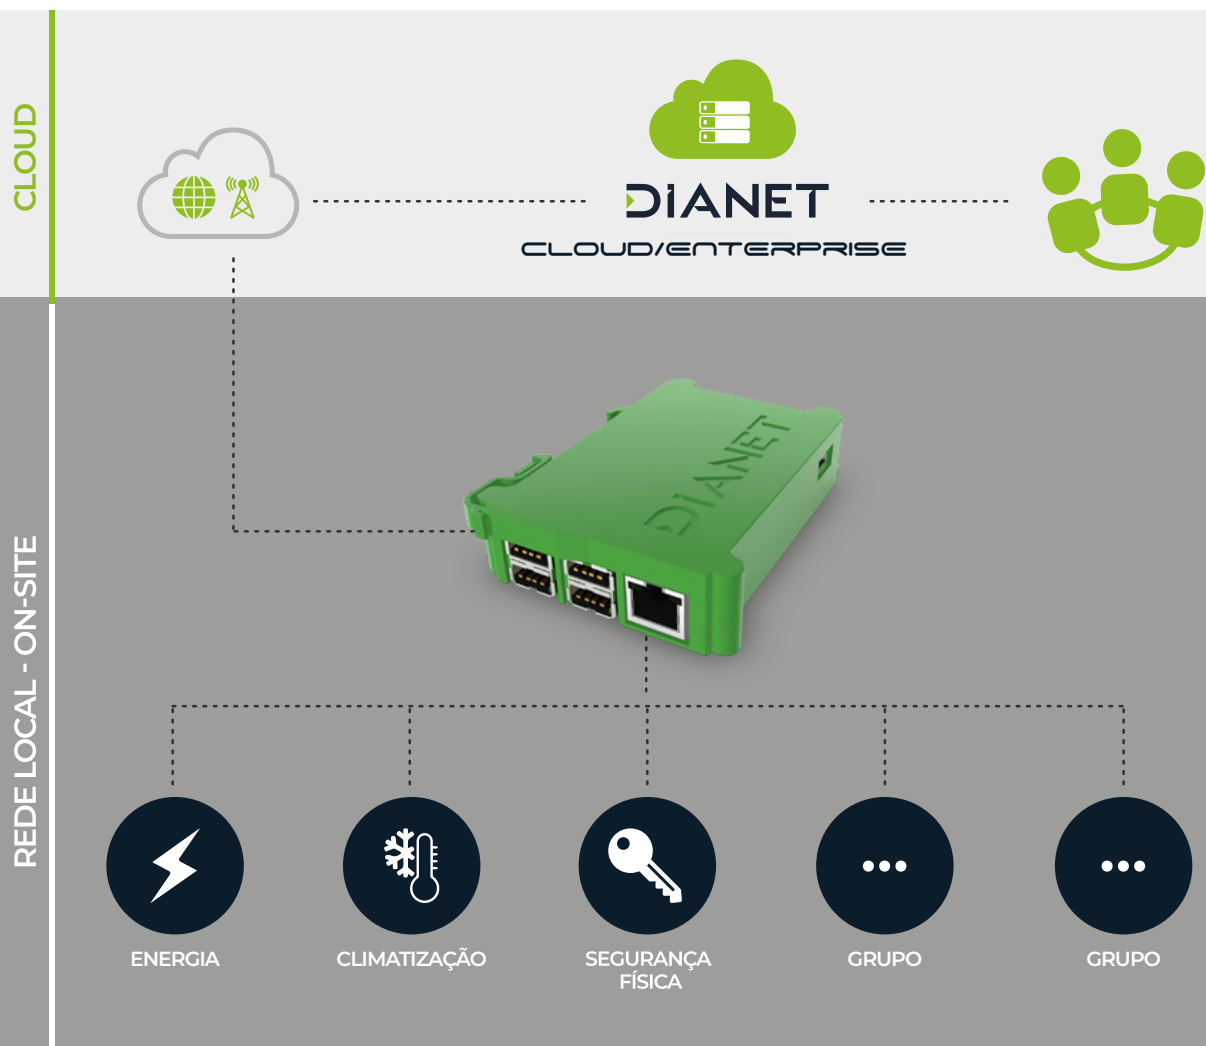 CLOUD
DIANET
CLOUD/ENTERPRISE
REDE LOCAL - ON-SITE
DIANET
ENERGIA
CLIMATIZAÇÃO
SEGURANÇA
FÍSICA
GRUPO
GRUPO